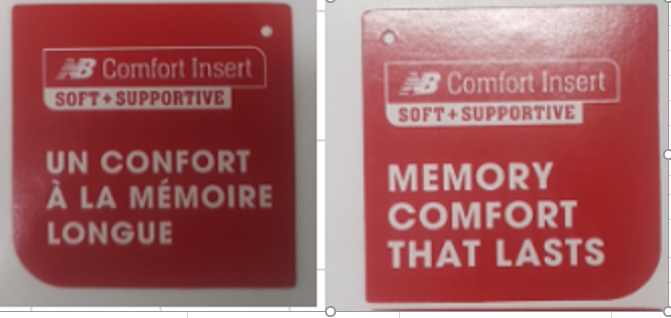 NB Comfort Insert
SOFT+SUPPORTIVE
UN CONFORT
À LA MÉMOIRE
LONGUE
NB Comfort Insert
SOFT+SUPPORTIVE
MEMORY
COMFORT
THAT LASTS